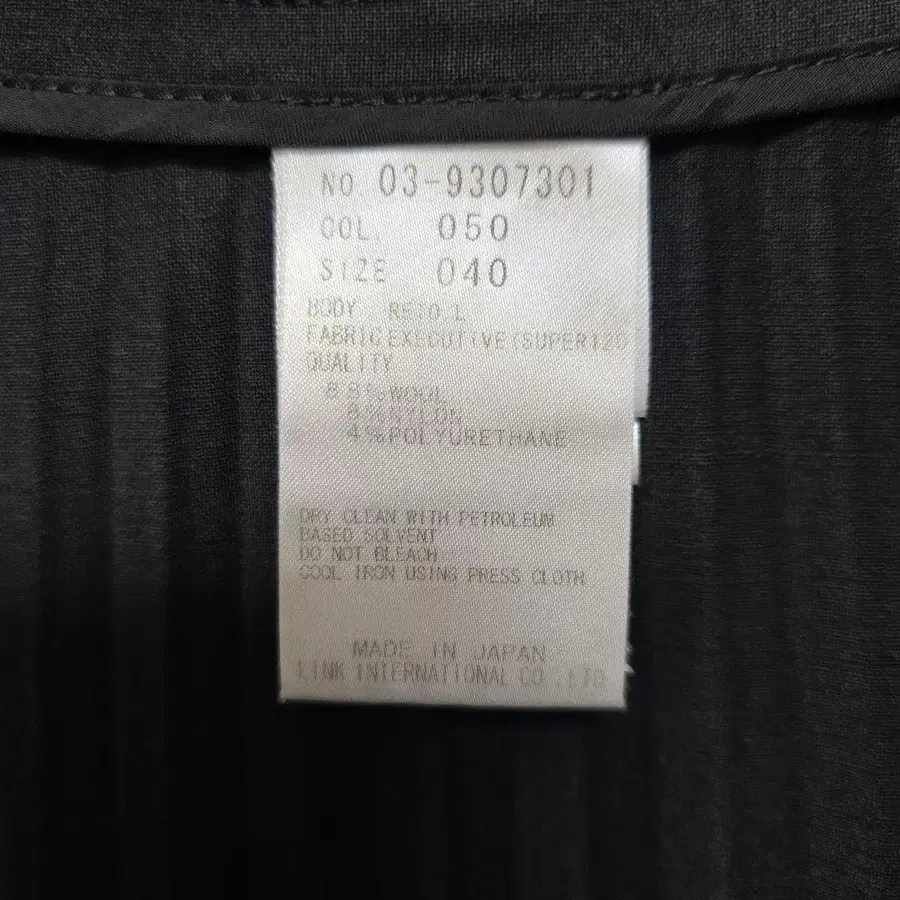 NO 03-9307301
COL. 050
SIZE 040
BODY RETO L
FABRIC EXECUTIVE(SUPER120
QUALITY
88%WOOL
8%NYLON
4%POLYURETHANE
DRY CLEAN WITH PETROLEUM
BASED SOLVENT
DO NOT BLEACH
COOL IRON USING PRESS CLOTH
MADE IN JAPAN
LINK INTERNATIONAL CO.,LTD